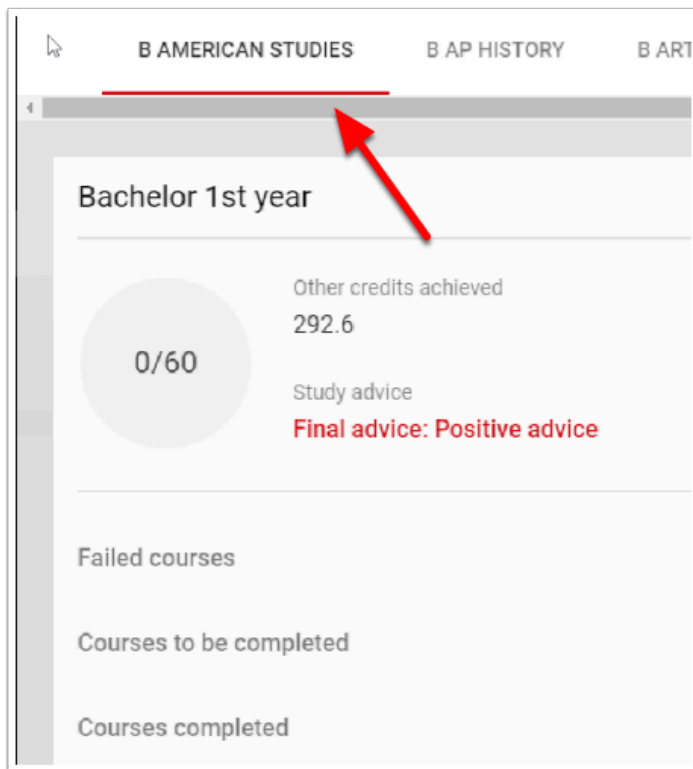 B AMERICAN STUDIES B AP HISTORY B ART
Bachelor 1st year
Other credits achieved
292.6
0/60
Study advice
Final advice: Positive advice
Failed courses
Courses to be completed
Courses completed